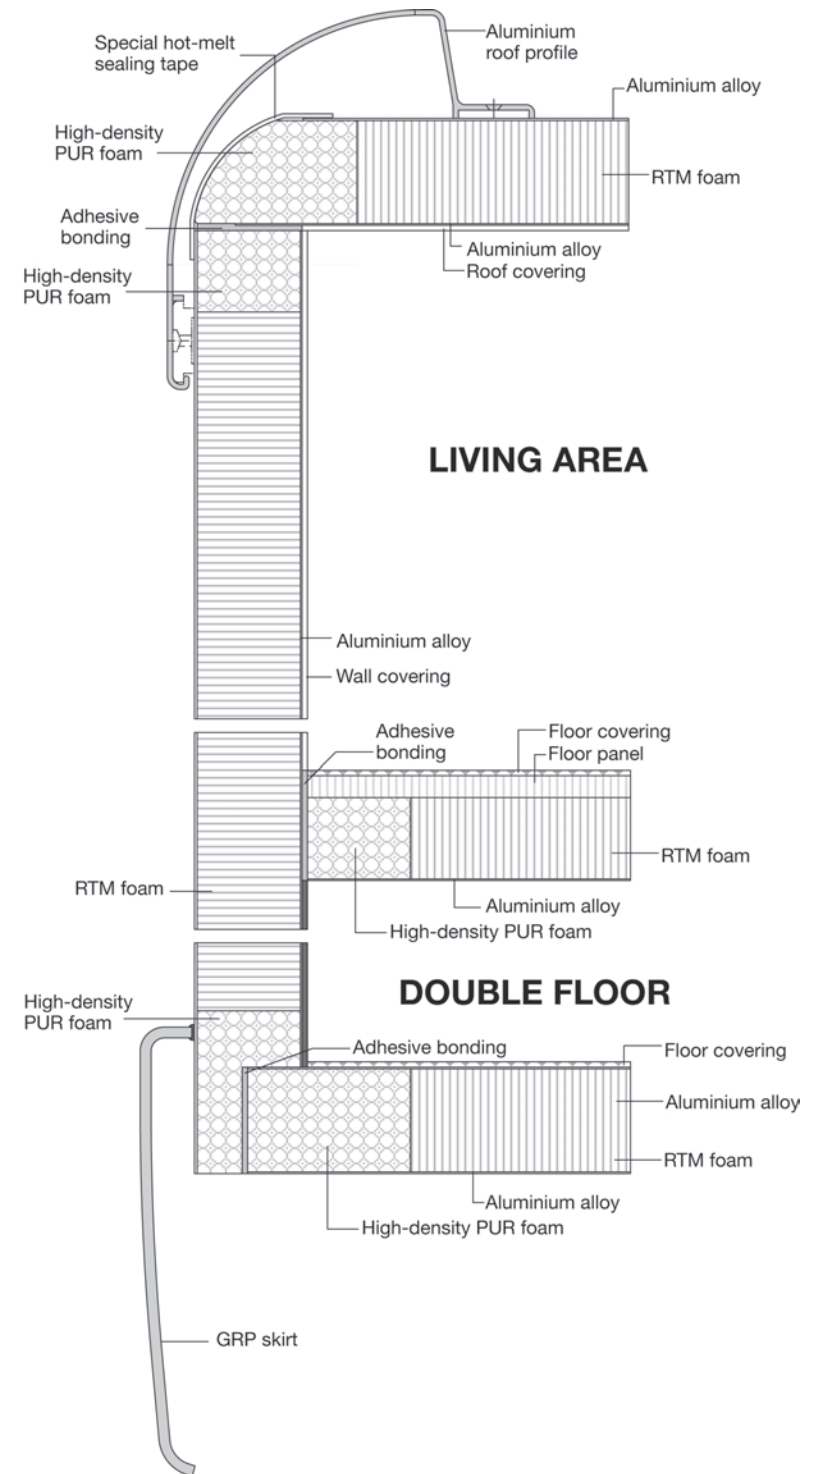 Special hot-melt
sealing tape
Aluminium
roof profile
Aluminium alloy
High-density
PUR foam
RTM foam
Adhesive
bonding
Aluminium alloy
Roof covering
High-density
PUR foam
LIVING AREA
Aluminium alloy
Wall covering
Adhesive
bonding
Floor covering
Floor panel
RTM foam
RTM foam
Aluminium alloy
High-density PUR foam
DOUBLE FLOOR
High-density
PUR foam
Adhesive bonding
Floor covering
Aluminium alloy
RTM foam
Aluminium alloy
High-density PUR foam
GRP skirt